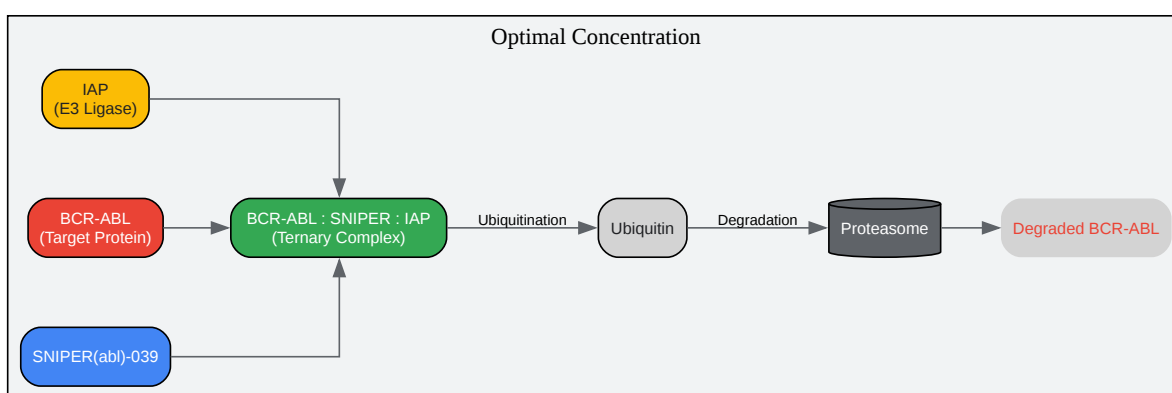 Optimal Concentration
IAP
(E3 Ligase)
BCR-ABL
(Target Protein)
BCR-ABL : SNIPER : IAP
(Ternary Complex)
Ubiquitination
Ubiquitin
Degradation
Proteasome
Degraded BCR-ABL
SNIPER(abl)-039